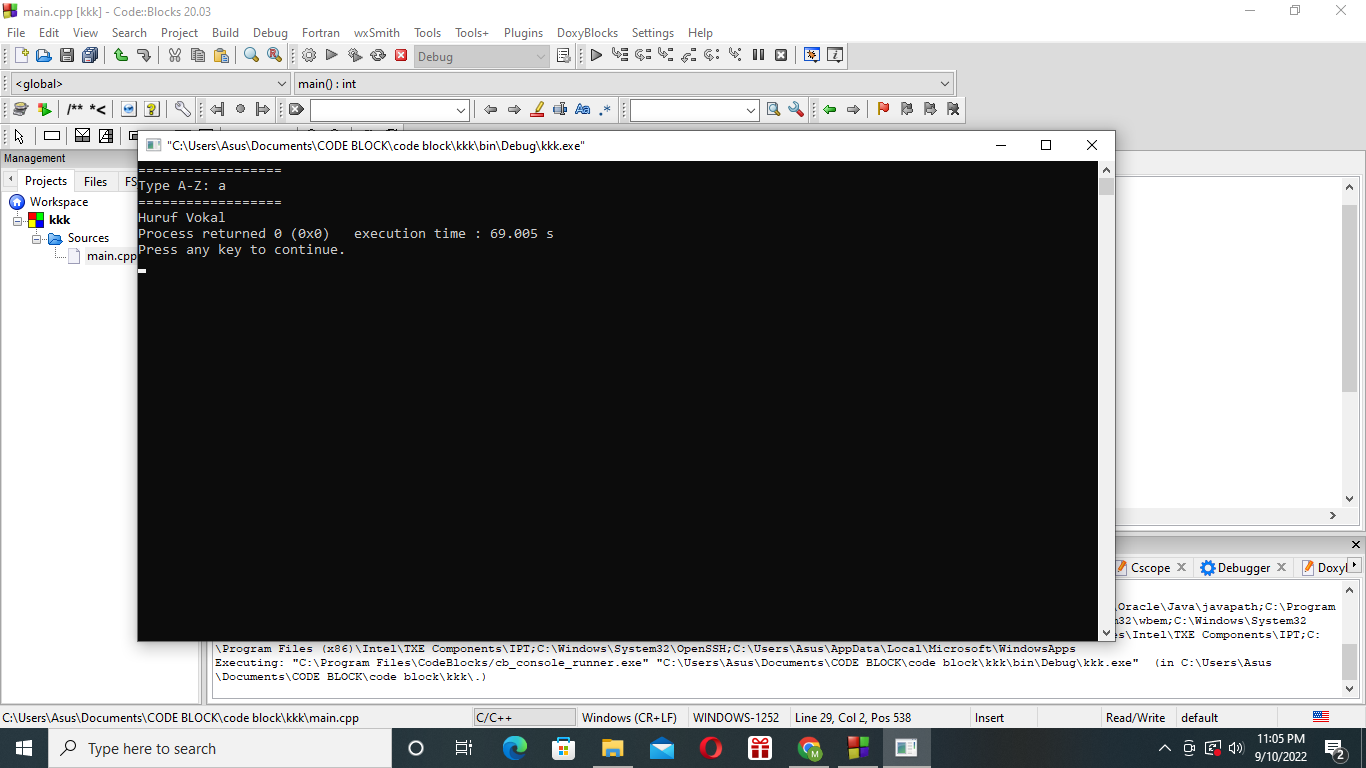 main.cpp [kkk] - Code::Blocks 20.03
File Edit View Search Project Build Debug Fortran wxSmith Tools Tools+ Plugins DoxyBlocks Settings Help
Debug
<global> main() : int
/** *<
Aa .*
Management
Projects Files FS
Workspace
kkk
Sources
main.cpp
"C:\Users\Asus\Documents\CODE BLOCK\code block\kkk\bin\Debug\kkk.exe"
==================
Type A-Z: a
==================
Huruf Vokal
Process returned 0 (0x0)   execution time : 69.005 s
Press any key to continue.
Cscope Debugger Doxyl
\Oracle\Java\javapath;C:\Program
m32\wbem;C:\Windows\System32
es\Intel\TXE Components\IPT;C:
\Program Files (x86)\Intel\TXE Components\IPT;C:\Windows\System32\OpenSSH;C:\Users\Asus\AppData\Local\Microsoft\WindowsApps
Executing: "C:\Program Files\CodeBlocks/cb_console_runner.exe" "C:\Users\Asus\Documents\CODE BLOCK\code block\kkk\bin\Debug\kkk.exe"  (in C:\Users\Asus
\Documents\CODE BLOCK\code block\kkk\.)
C:\Users\Asus\Documents\CODE BLOCK\code block\kkk\main.cpp C/C++ Windows (CR+LF) WINDOWS-1252 Line 29, Col 2, Pos 538 Insert Read/Write default
Type here to search
M
11:05 PM
9/10/2022
2